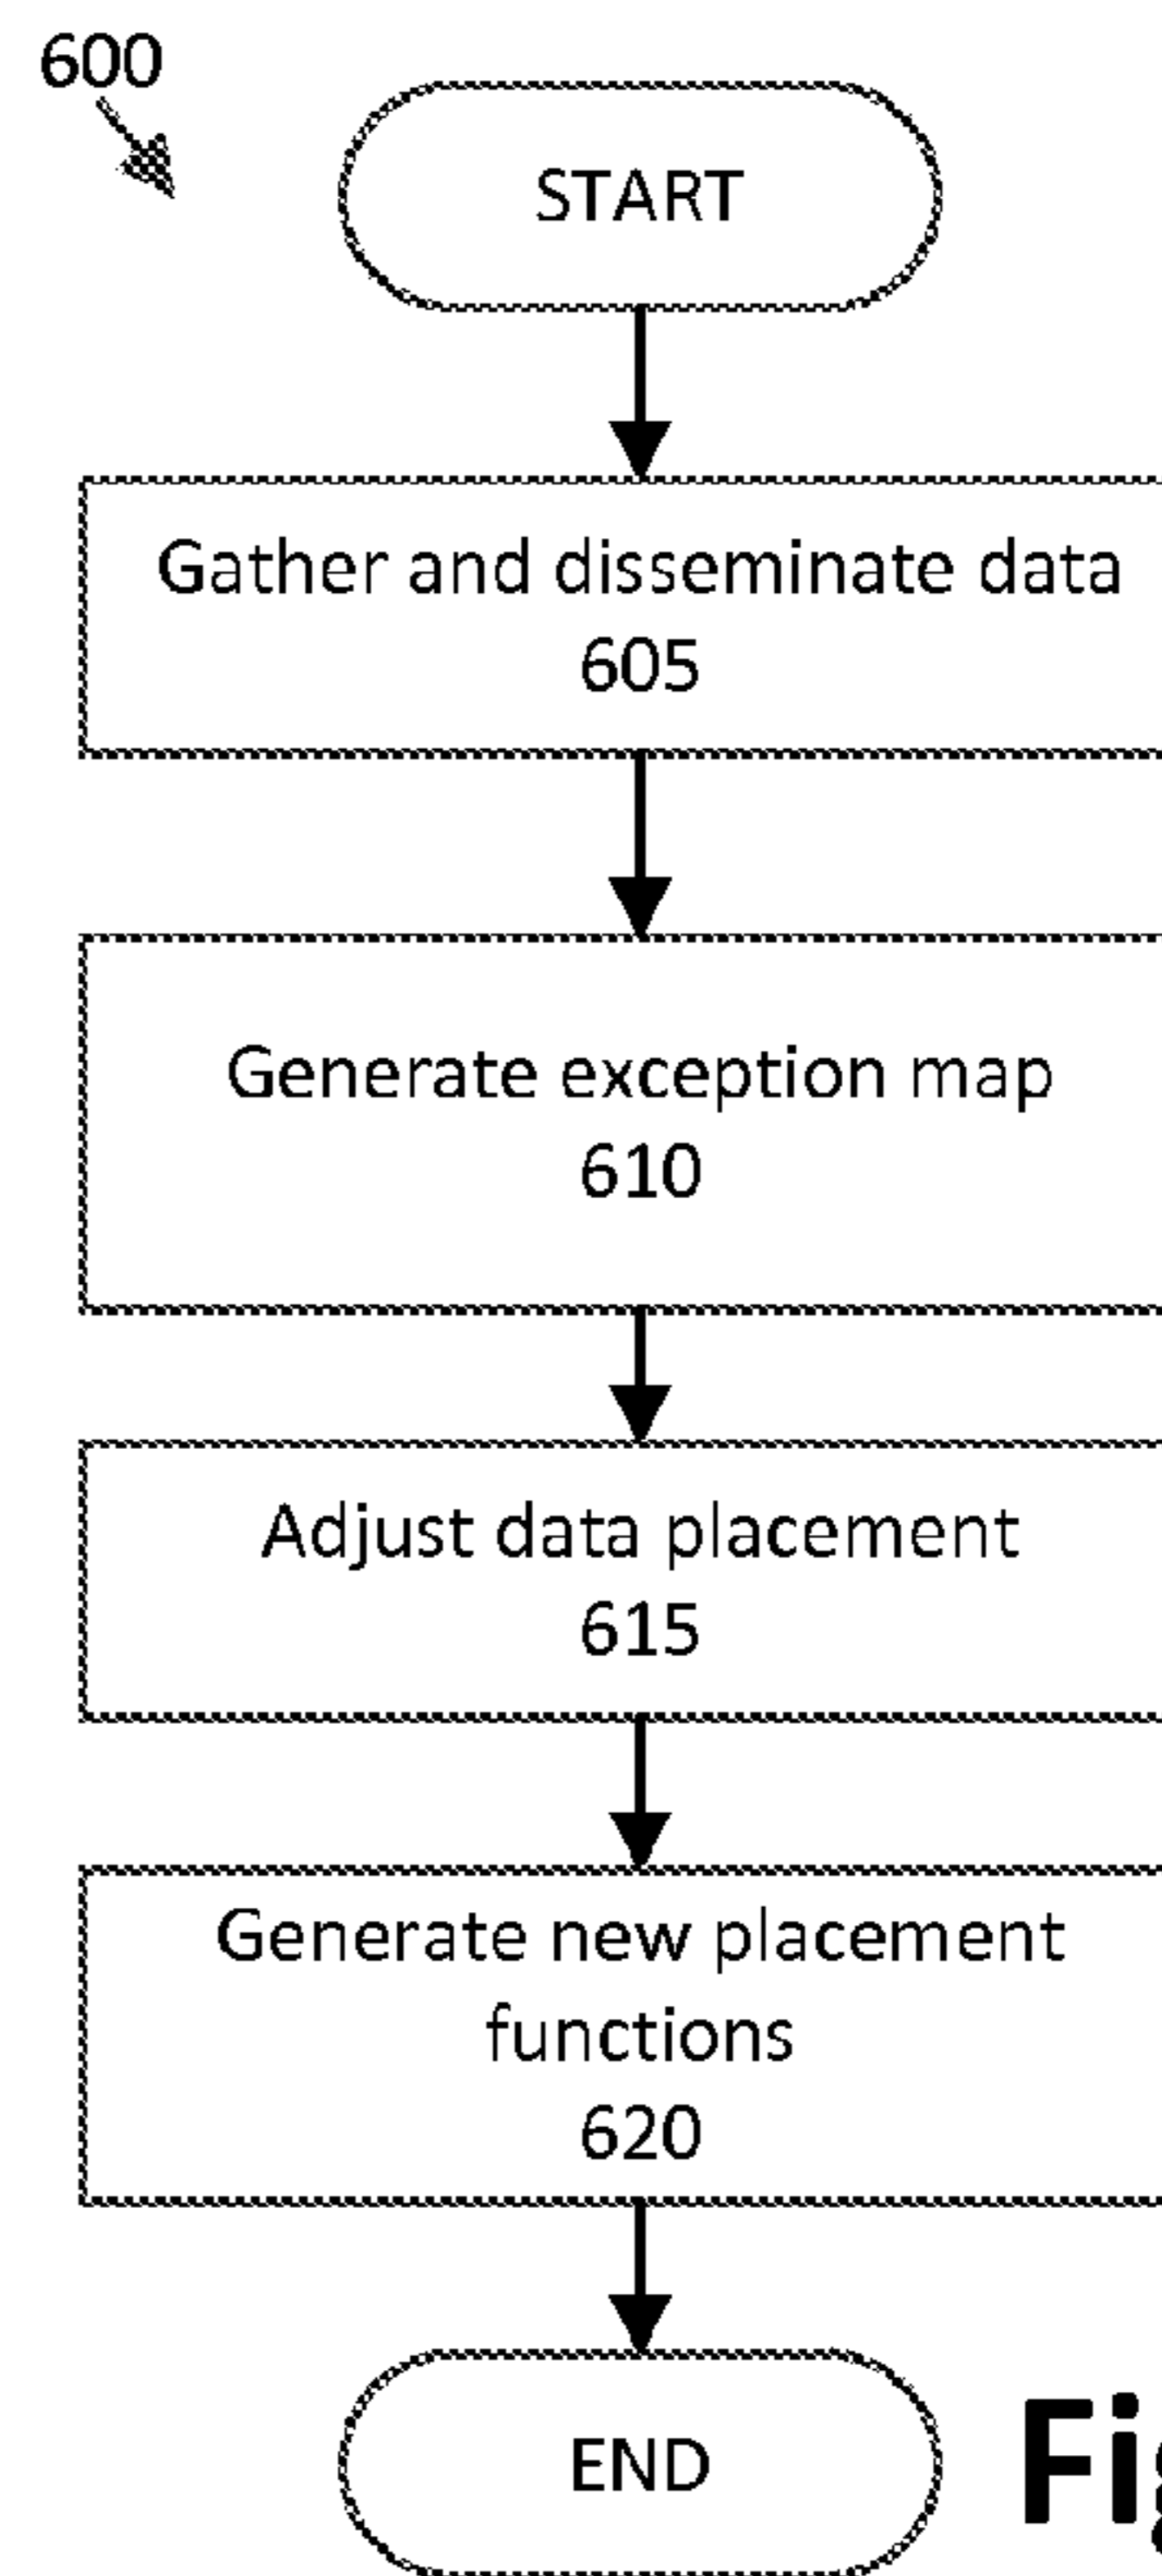 600
START
Gather and disseminate data
605
Generate exception map
610
Adjust data placement
615
Generate new placement
functions
620
END